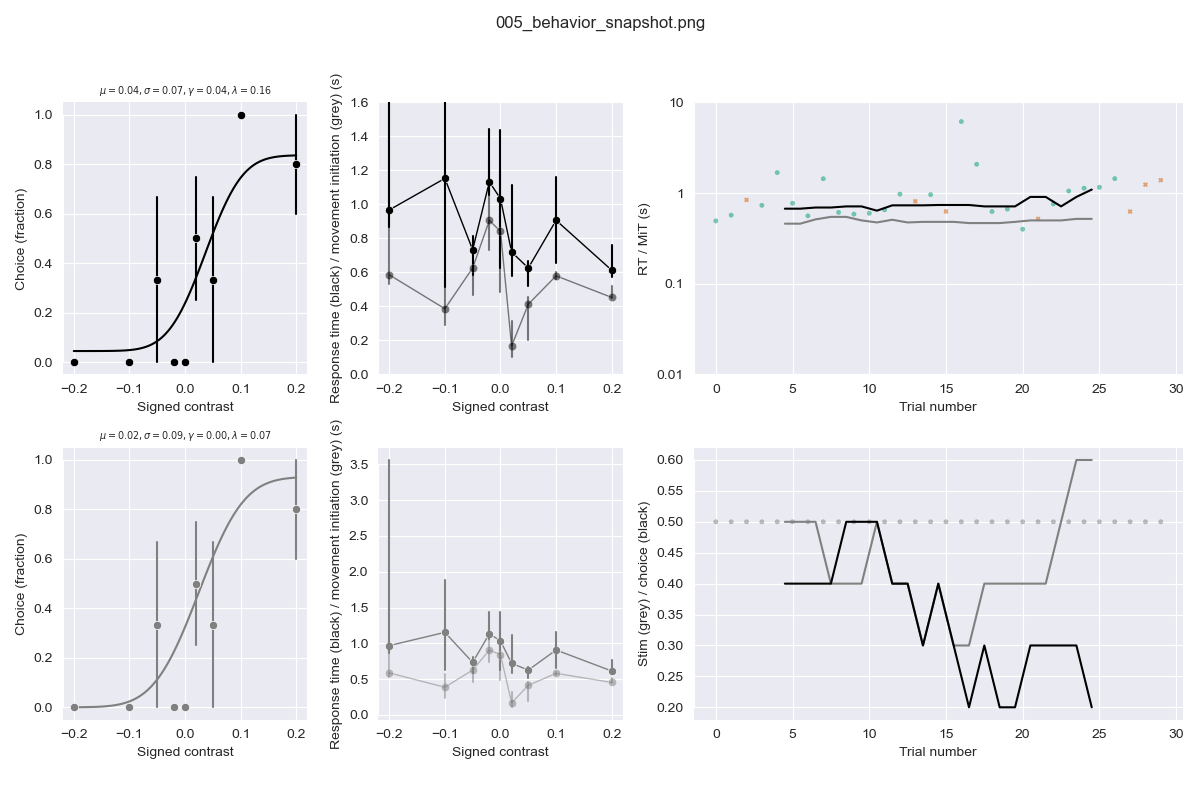 005_behavior_snapshot.png
μ = 0.04, σ = 0.07, γ = 0.04, λ = 0.16
Choice (fraction)
1.0
0.8
0.6
0.4
0.2
0.0
−0.2 −0.1 0.0 0.1 0.2
Signed contrast
Response time (black) / movement initiation (grey) (s)
1.6
1.4
1.2
1.0
0.8
0.6
0.4
0.2
0.0
−0.2 −0.1 0.0 0.1 0.2
Signed contrast
RT / MiT (s)
10
1
0.1
0.01
0 5 10 15 20 25 30
Trial number
μ = 0.02, σ = 0.09, γ = 0.00, λ = 0.07
Choice (fraction)
1.0
0.8
0.6
0.4
0.2
0.0
−0.2 −0.1 0.0 0.1 0.2
Signed contrast
Response time (black) / movement initiation (grey) (s)
3.5
3.0
2.5
2.0
1.5
1.0
0.5
0.0
−0.2 −0.1 0.0 0.1 0.2
Signed contrast
Stim (grey) / choice (black)
0.60
0.55
0.50
0.45
0.40
0.35
0.30
0.25
0.20
0 5 10 15 20 25 30
Trial number